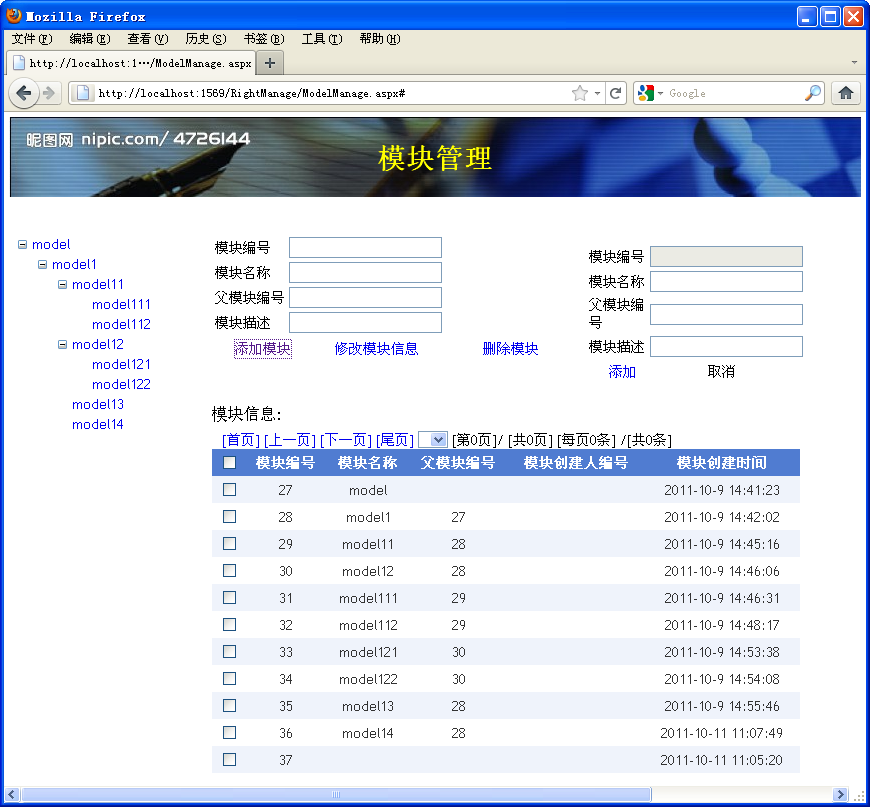 Mozilla Firefox
文件(F) 编辑(E) 查看(V) 历史(S) 书签(B) 工具(T) 帮助(H)
http://localhost:1···/ModelManage.aspx
http://localhost:1569/RightManage/ModelManage.aspx#
Google
昵图网 nipic.com/ 4726144
模块管理
model
model1
model11
model111
model112
model12
model121
model122
model13
model14
模块编号
模块名称
父模块编号
模块描述
添加模块 修改模块信息 删除模块
模块编号
模块名称
父模块编
号
模块描述
添加 取消
模块信息:
[首页] [上一页] [下一页] [尾页] [第0页]/ [共0页] [每页0条] /[共0条]
模块编号 模块名称 父模块编号 模块创建人编号 模块创建时间
27 model 2011-10-9 14:41:23
28 model1 27 2011-10-9 14:42:02
29 model11 28 2011-10-9 14:45:16
30 model12 28 2011-10-9 14:46:06
31 model111 29 2011-10-9 14:46:31
32 model112 29 2011-10-9 14:48:17
33 model121 30 2011-10-9 14:53:38
34 model122 30 2011-10-9 14:54:08
35 model13 28 2011-10-9 14:55:46
36 model14 28 2011-10-11 11:07:49
37 2011-10-11 11:05:20